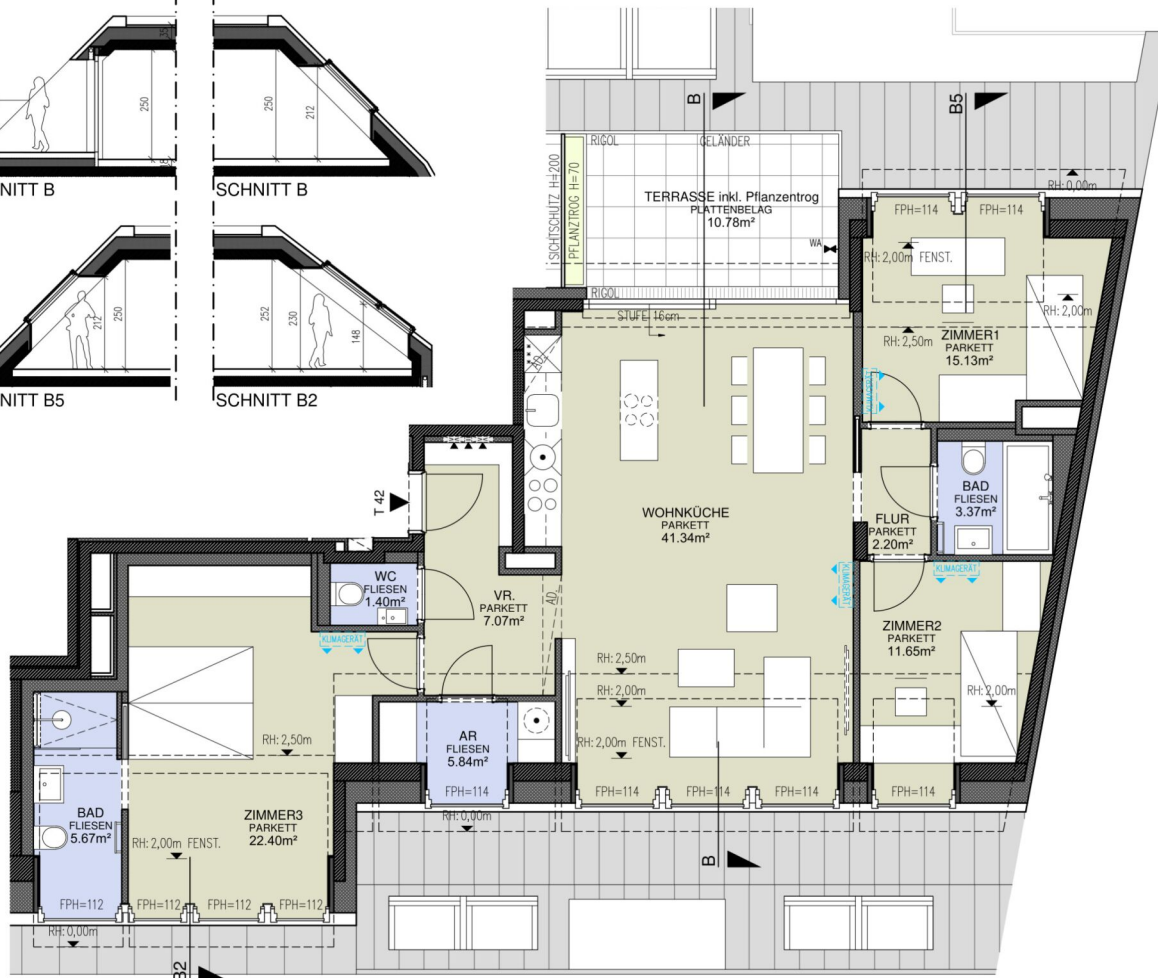 35
250
250
212
18
NITT B
SCHNITT B
212
250
252
230
148
NITT B5
SCHNITT B2
B
B5
RIGOL
GELÄNDER
SICHTSCHUTZ H=200
PFLANZTROG H=70
TERRASSE inkl. Pflanzentrog
PLATTENBELAG
10.78m²
WA
RIGOL
STUFE 16cm
RH: 0,00m
FPH=114
FPH=114
RH: 2,00m FENST.
RH: 2,00m
RH: 2,50m
ZIMMER1
PARKETT
15.13m²
KLIMAGERÄT
AD
T 42
WOHNKÜCHE
PARKETT
41.34m²
FLUR
PARKETT
2.20m²
BAD
FLIESEN
3.37m²
KLIMAGERÄT
KLIMAGERÄT
WC
FLIESEN
1.40m²
VR.
PARKETT
7.07m²
AD
KLIMAGERÄT
ZIMMER2
PARKETT
11.65m²
RH: 2,00m
RH: 2,50m
RH: 2,00m
RH: 2,00m FENST.
RH: 2,50m
AR
FLIESEN
5.84m²
FPH=114
FPH=114
FPH=114
FPH=114
FPH=114
RH: 0,00m
BAD
FLIESEN
5.67m²
ZIMMER3
PARKETT
22.40m²
RH: 2,00m FENST.
FPH=112
FPH=112
FPH=112
FPH=112
RH: 0,00m
B
B2